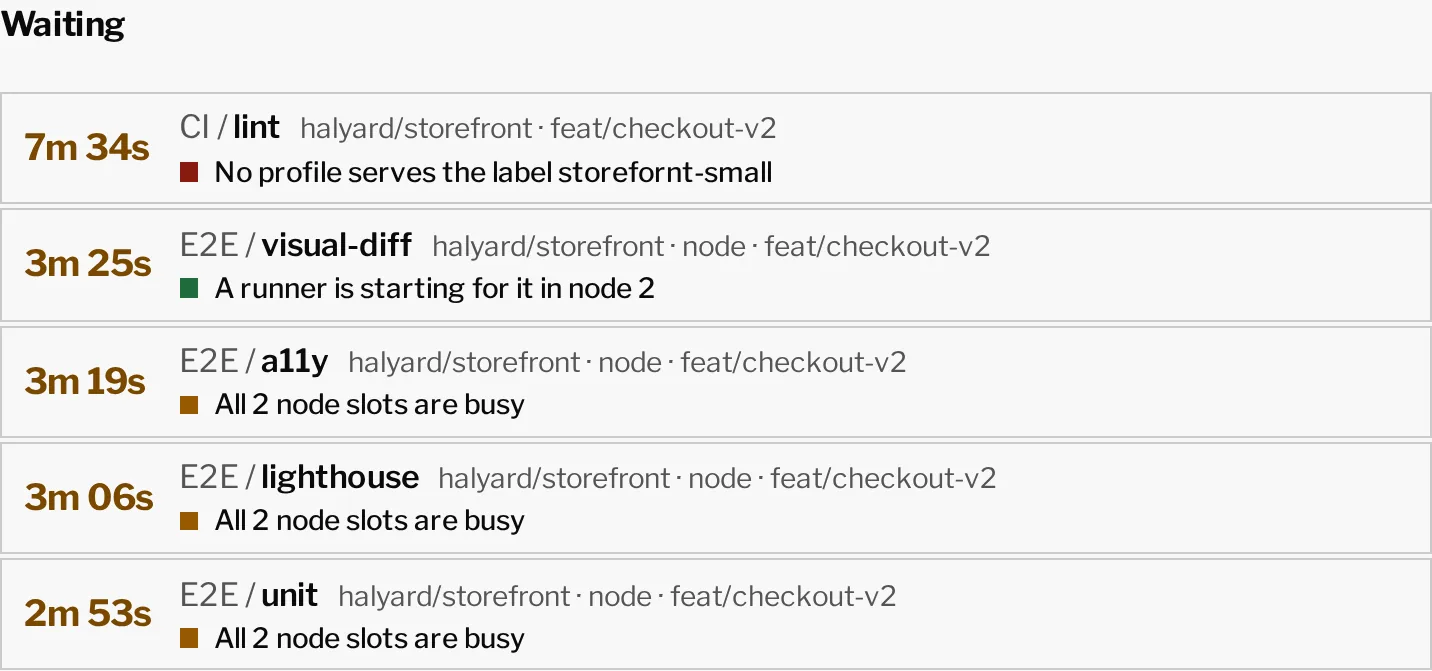 Waiting
7m 34s
CI / lint halyard/storefront · feat/checkout-v2
No profile serves the label storefornt-small
3m 25s
E2E / visual-diff halyard/storefront · node · feat/checkout-v2
A runner is starting for it in node 2
3m 19s
E2E / a11y halyard/storefront · node · feat/checkout-v2
All 2 node slots are busy
3m 06s
E2E / lighthouse halyard/storefront · node · feat/checkout-v2
All 2 node slots are busy
2m 53s
E2E / unit halyard/storefront · node · feat/checkout-v2
All 2 node slots are busy